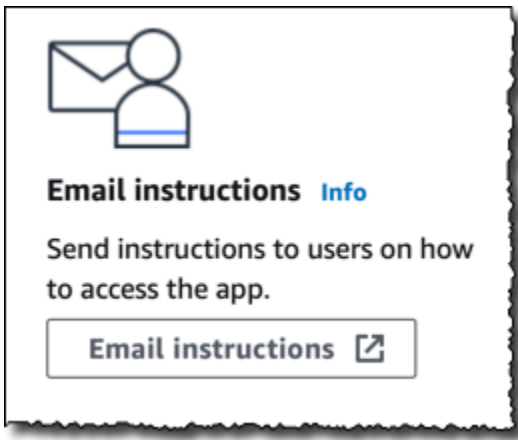 Email instructions Info
Send instructions to users on how
to access the app.
Email instructions